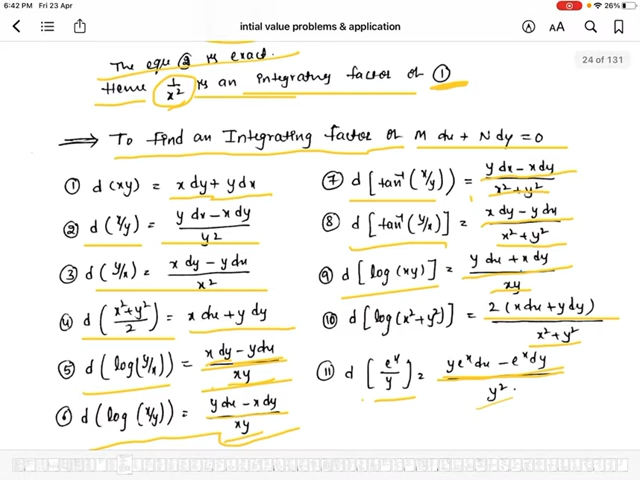 6:42 PM Fri 23 Apr
26%
intial value problems & application
AA
24 of 131
The equ ② is exact.
Hence 1/x² is an integrating factor of ①
⟹ To find an Integrating factor of M dx + N dy = 0
① d(xy) = x dy + y dx
② d(x/y) = (y dx - x dy)/y²
③ d(y/x) = (x dy - y dx)/x²
④ d((x²+y²)/2) = x dx + y dy
⑤ d(log(y/x)) = (x dy - y dx)/xy
⑥ d(log(x/y)) = (y dx - x dy)/xy
⑦ d[tan⁻¹(x/y)] = (y dx - x dy)/(x²+y²)
⑧ d[tan⁻¹(y/x)] = (x dy - y dx)/(x²+y²)
⑨ d[log(xy)] = (y dx + x dy)/xy
⑩ d[log(x²+y²)] = 2(x dx + y dy)/(x²+y²)
⑪ d[eˣ/y] = (y eˣ dx - eˣ dy)/y².